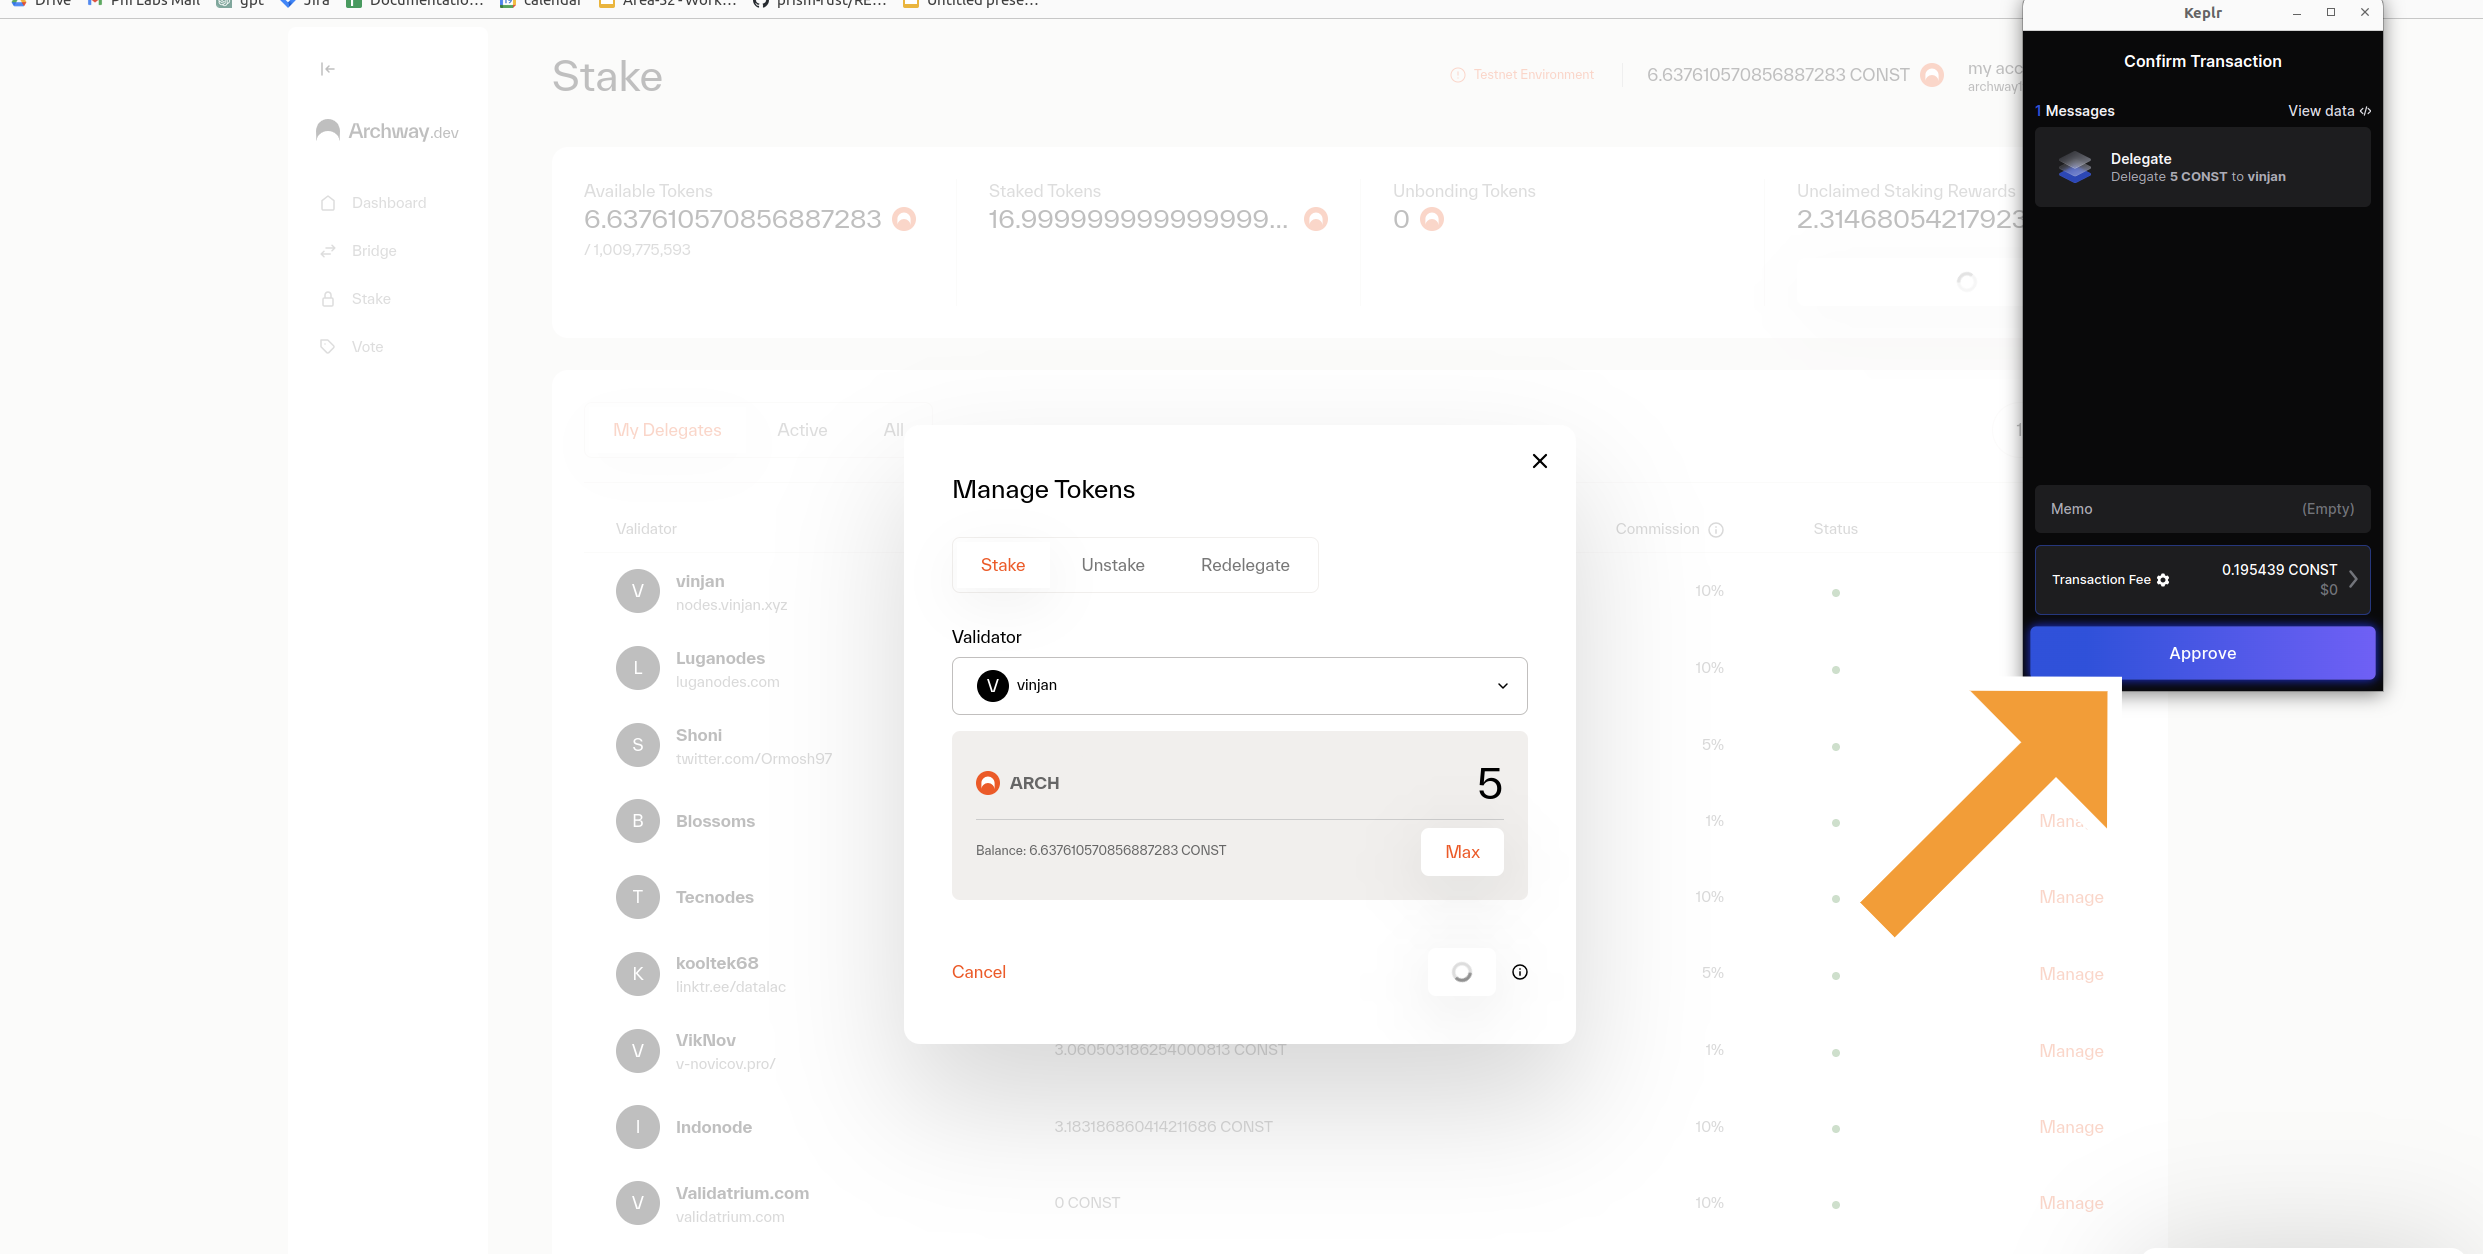 Drive
Phi Labs Mail
gpt
Jira
Documentatio...
calendar
Area-52 - Work...
prism-rust/RE...
Untitled prese...
Archway.dev
Dashboard
Bridge
Stake
Vote
Stake
Testnet Environment
6.637610570856887283 CONST
my acc
archway1
Available Tokens
6.637610570856887283
/ 1,009,775,593
Staked Tokens
16.999999999999999...
Unbonding Tokens
0
Unclaimed Staking Rewards
2.31468054217923
My Delegates
Active
All
1
Validator
Commission
Status
V vinjan
nodes.vinjan.xyz
10%
L Luganodes
luganodes.com
10%
S Shoni
twitter.com/Ormosh97
5%
B Blossoms
1%
Mana
T Tecnodes
10%
Manage
K kooltek68
linktr.ee/datalac
5%
Manage
V VikNov
v-novicov.pro/
3.060503186254000813 CONST
1%
Manage
I Indonode
3.183186860414211686 CONST
10%
Manage
V Validatrium.com
validatrium.com
0 CONST
10%
Manage
Manage Tokens
Stake
Unstake
Redelegate
Validator
V vinjan
ARCH
5
Balance: 6.637610570856887283 CONST
Max
Cancel
Keplr
Confirm Transaction
1 Messages
View data </>
Delegate
Delegate 5 CONST to vinjan
Memo
(Empty)
Transaction Fee
0.195439 CONST
$0
Approve